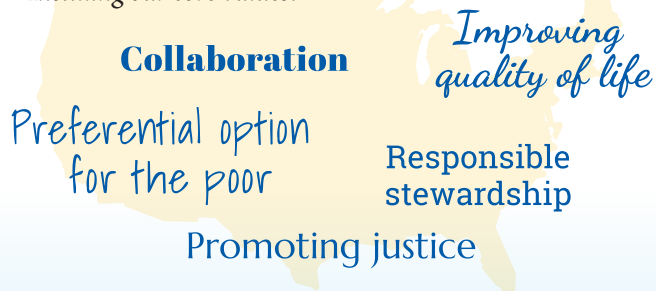 Improving
quality of life
Collaboration
Preferential option
for the poor
Responsible
stewardship
Promoting justice